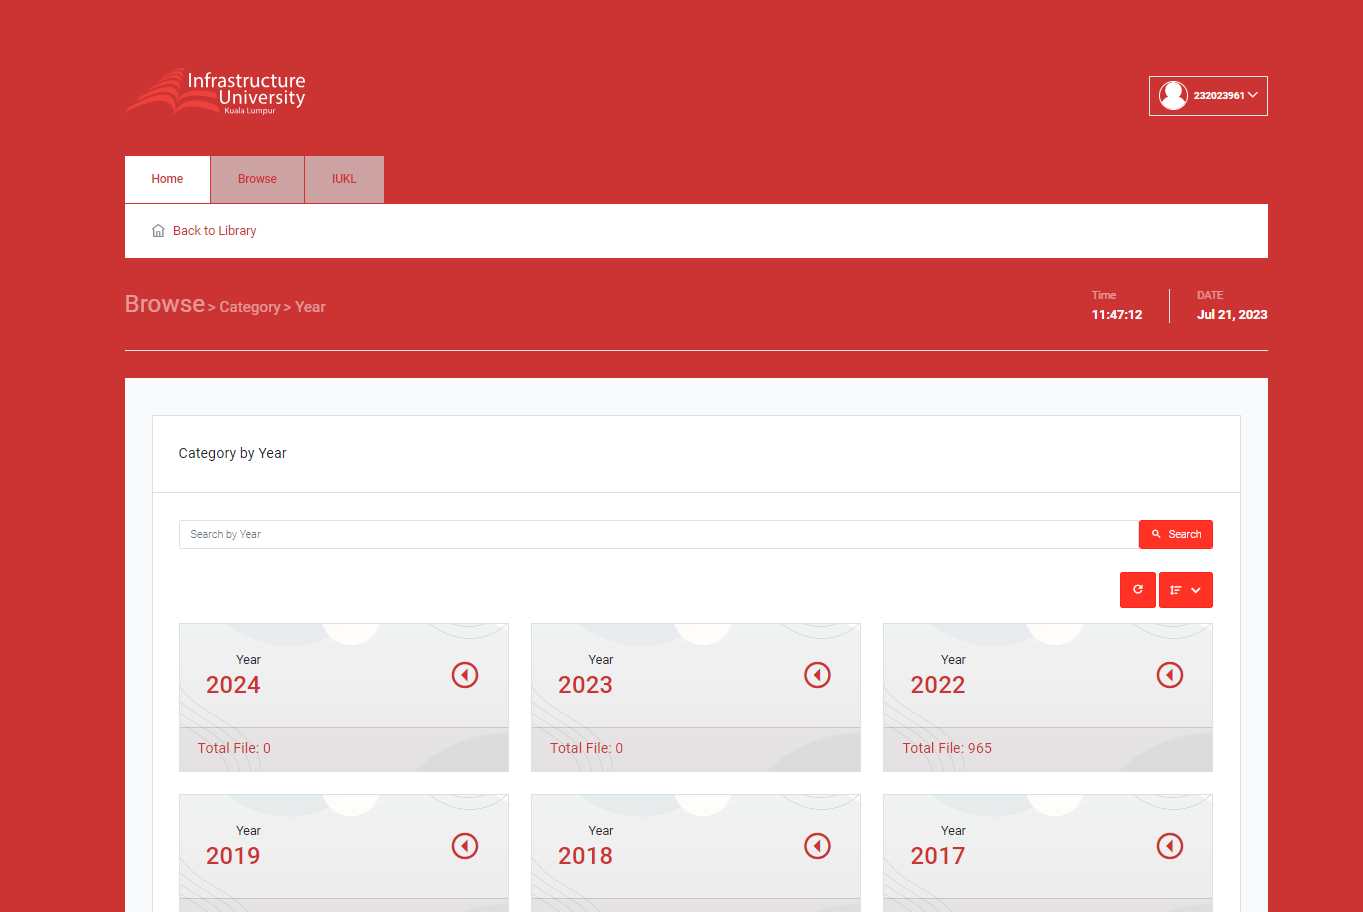 Infrastructure
University
Kuala Lumpur
232023961
Home
Browse
IUKL
Back to Library
Browse > Category > Year
Time
11:47:12
DATE
Jul 21, 2023
Category by Year
Search by Year
Search
Year
2024
Total File: 0
Year
2023
Total File: 0
Year
2022
Total File: 965
Year
2019
Year
2018
Year
2017